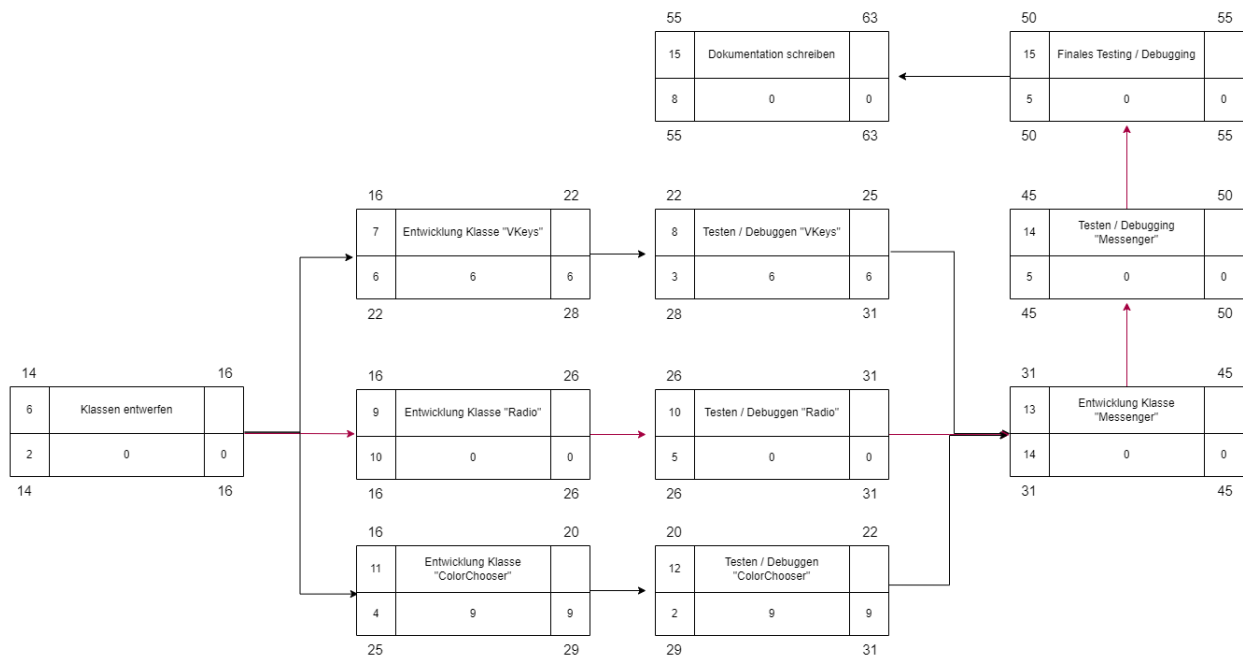 55 63
15 Dokumentation schreiben
8 0 0
55 63
50 55
15 Finales Testing / Debugging
5 0 0
50 55
16 22
7 Entwicklung Klasse "VKeys"
6 6 6
22 28
22 25
8 Testen / Debuggen "VKeys"
3 6 6
28 31
45 50
14 Testen / Debugging
"Messenger"
5 0 0
45 50
14 16
6 Klassen entwerfen
2 0 0
14 16
16 26
9 Entwicklung Klasse "Radio"
10 0 0
16 26
26 31
10 Testen / Debuggen "Radio"
5 0 0
26 31
31 45
13 Entwicklung Klasse
"Messenger"
14 0 0
31 45
16 20
11 Entwicklung Klasse
"ColorChooser"
4 9 9
25 29
20 22
12 Testen / Debuggen
"ColorChooser"
2 9 9
29 31